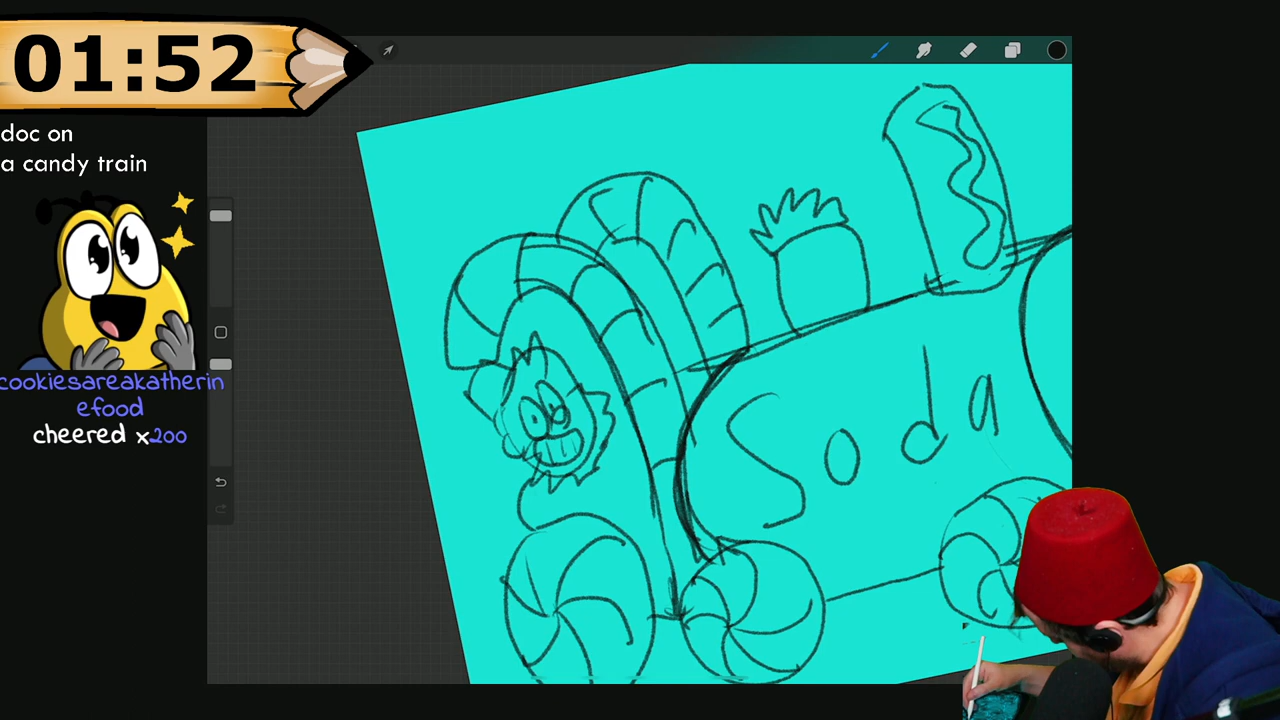 01:52
doc on
a candy train
cookiesareakatherin
efood
cheered x200
Soda